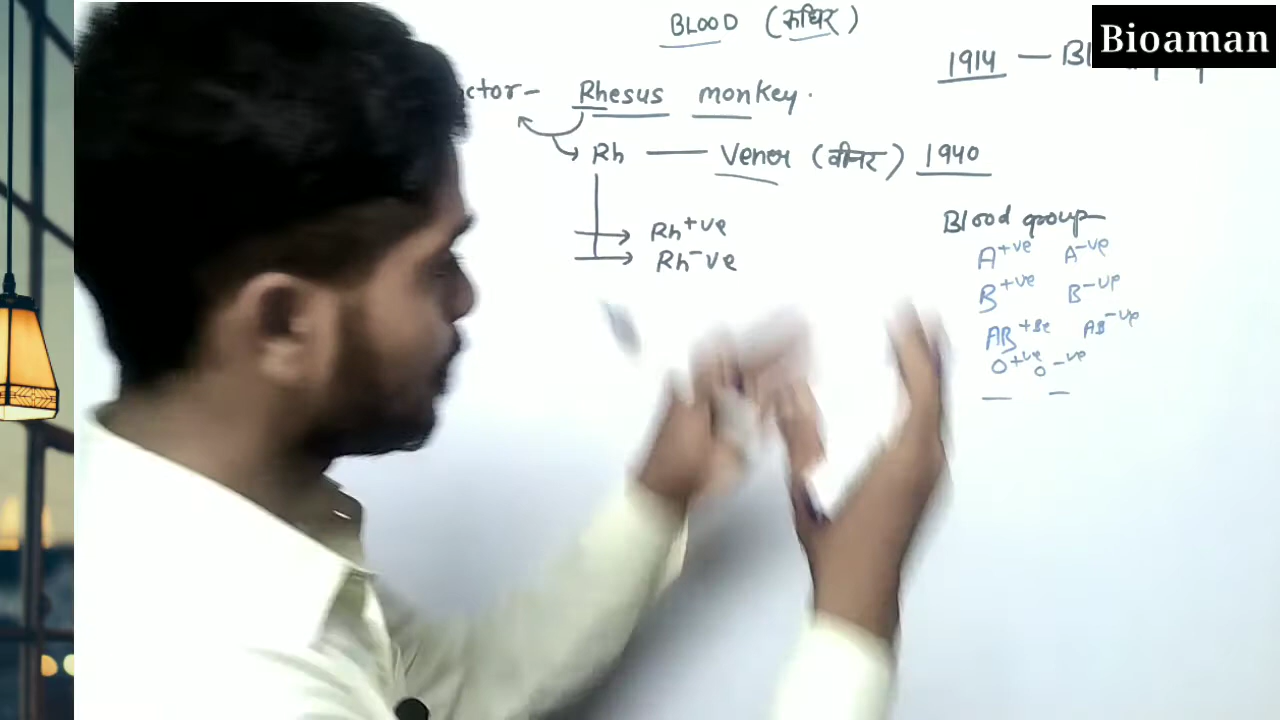 BLOOD (रुधिर)
Bioaman
1914 —
ctor- Rhesus monkey.
Rh — Vener (वीनर) 1940
Rh+ve
Rh-ve
Blood group
A+ve A-ve
B+ve B-ve
AB+ve AB-ve
O+ve O-ve